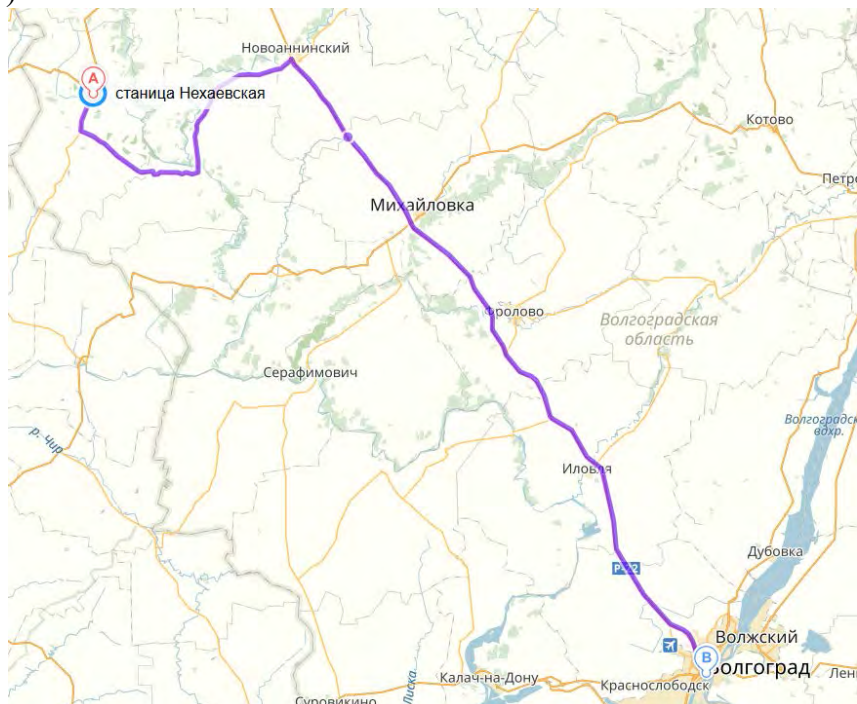 )
Новоаннинский
A
станица Нехаевская
Котово
Петро
Михайловка
Фролово
Волгоградская
область
Серафимович
Волгоградск
вдхр.
р. Чир
Иловля
Дубовка
Волжский
B
Волгоград
Калач-на-Дону
Краснослободск
Лен
Суровикино
Лиска